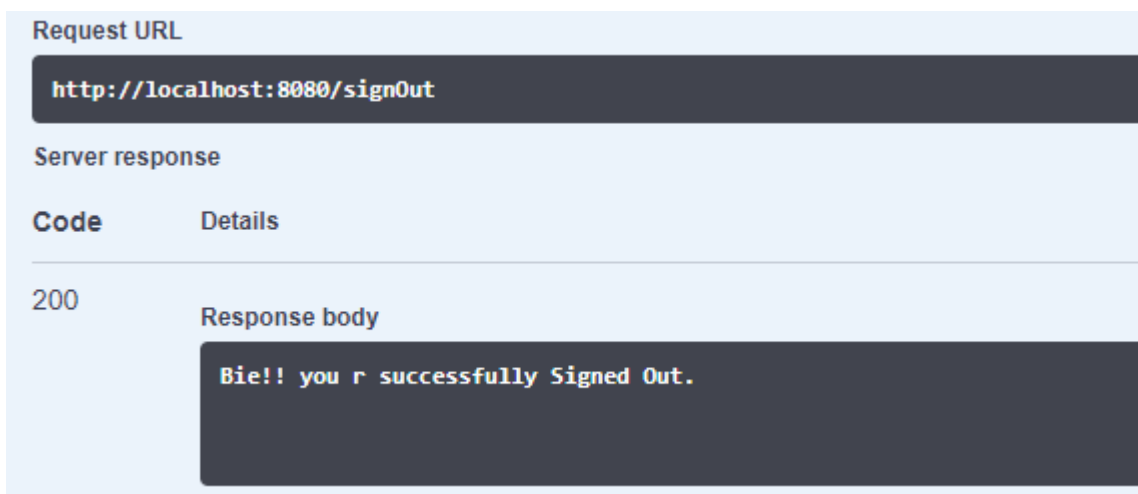 Request URL
http://localhost:8080/signOut
Server response
Code Details
200
Response body
Bie!! you r successfully Signed Out.